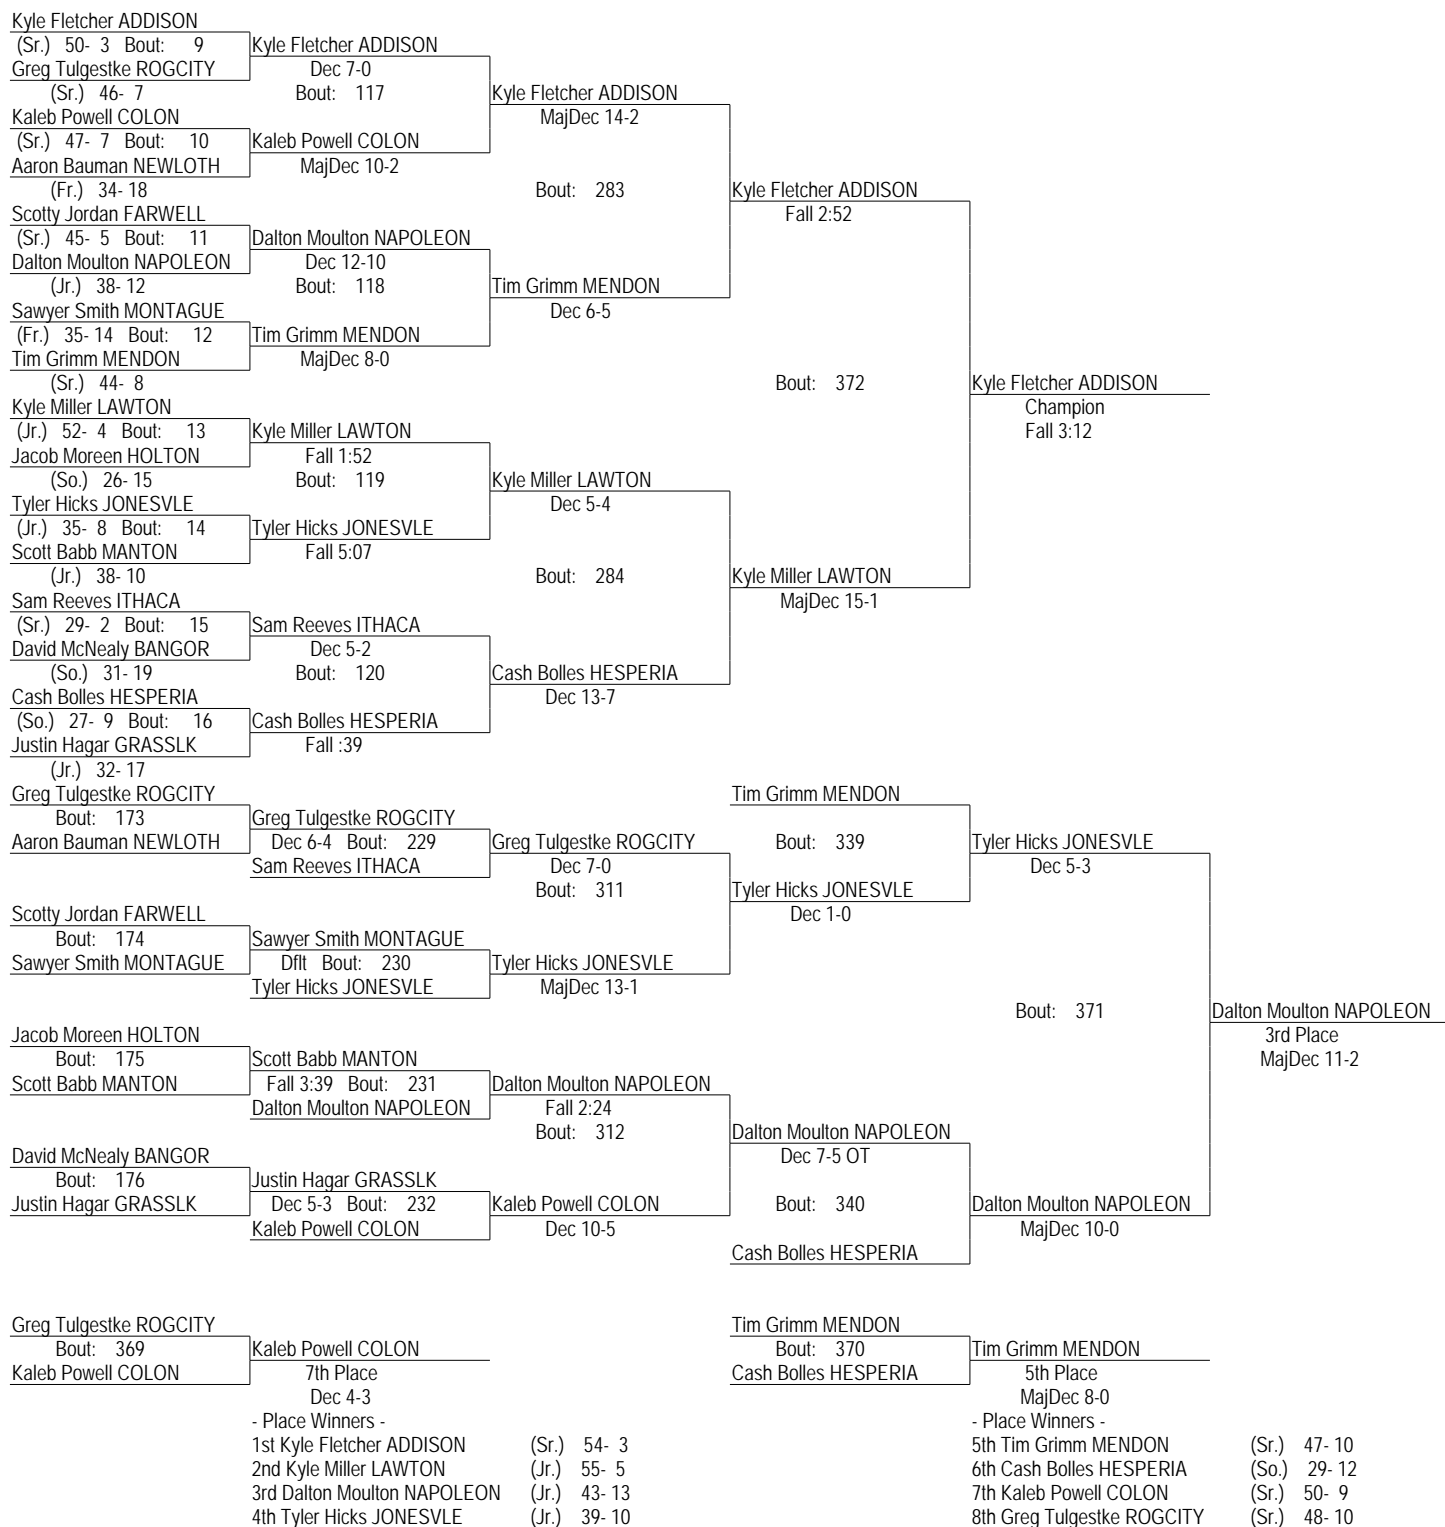 Kyle Fletcher ADDISON
(Sr.) 50- 3 Bout: 9 Kyle Fletcher ADDISON
Greg Tulgestke ROGCITY Dec 7-0
(Sr.) 46- 7 Bout: 117 Kyle Fletcher ADDISON
Kaleb Powell COLON MajDec 14-2
(Sr.) 47- 7 Bout: 10 Kaleb Powell COLON
Aaron Bauman NEWLOTH MajDec 10-2
(Fr.) 34- 18 Bout: 283 Kyle Fletcher ADDISON
Scotty Jordan FARWELL Fall 2:52
(Sr.) 45- 5 Bout: 11 Dalton Moulton NAPOLEON
Dalton Moulton NAPOLEON Dec 12-10
(Jr.) 38- 12 Bout: 118 Tim Grimm MENDON
Sawyer Smith MONTAGUE Dec 6-5
(Fr.) 35- 14 Bout: 12 Tim Grimm MENDON
Tim Grimm MENDON MajDec 8-0
(Sr.) 44- 8 Bout: 372 Kyle Fletcher ADDISON
Kyle Miller LAWTON Champion
(Jr.) 52- 4 Bout: 13 Kyle Miller LAWTON Fall 3:12
Jacob Moreen HOLTON Fall 1:52
(So.) 26- 15 Bout: 119 Kyle Miller LAWTON
Tyler Hicks JONESVLE Dec 5-4
(Jr.) 35- 8 Bout: 14 Tyler Hicks JONESVLE
Scott Babb MANTON Fall 5:07
(Jr.) 38- 10 Bout: 284 Kyle Miller LAWTON
Sam Reeves ITHACA MajDec 15-1
(Sr.) 29- 2 Bout: 15 Sam Reeves ITHACA
David McNealy BANGOR Dec 5-2
(So.) 31- 19 Bout: 120 Cash Bolles HESPERIA
Cash Bolles HESPERIA Dec 13-7
(So.) 27- 9 Bout: 16 Cash Bolles HESPERIA
Justin Hagar GRASSLK Fall :39
(Jr.) 32- 17
Greg Tulgestke ROGCITY Tim Grimm MENDON
Bout: 173 Greg Tulgestke ROGCITY
Aaron Bauman NEWLOTH Dec 6-4 Bout: 229 Greg Tulgestke ROGCITY Bout: 339 Tyler Hicks JONESVLE
Sam Reeves ITHACA Dec 7-0 Dec 5-3
Bout: 311 Tyler Hicks JONESVLE
Scotty Jordan FARWELL Dec 1-0
Bout: 174 Sawyer Smith MONTAGUE
Sawyer Smith MONTAGUE Dflt Bout: 230 Tyler Hicks JONESVLE
Tyler Hicks JONESVLE MajDec 13-1
Bout: 371 Dalton Moulton NAPOLEON
Jacob Moreen HOLTON 3rd Place
Bout: 175 Scott Babb MANTON MajDec 11-2
Scott Babb MANTON Fall 3:39 Bout: 231 Dalton Moulton NAPOLEON
Dalton Moulton NAPOLEON Fall 2:24
Bout: 312 Dalton Moulton NAPOLEON
David McNealy BANGOR Dec 7-5 OT
Bout: 176 Justin Hagar GRASSLK
Justin Hagar GRASSLK Dec 5-3 Bout: 232 Kaleb Powell COLON Bout: 340 Dalton Moulton NAPOLEON
Kaleb Powell COLON Dec 10-5 MajDec 10-0
Cash Bolles HESPERIA
Greg Tulgestke ROGCITY Tim Grimm MENDON
Bout: 369 Kaleb Powell COLON Bout: 370 Tim Grimm MENDON
Kaleb Powell COLON 7th Place Cash Bolles HESPERIA 5th Place
Dec 4-3 MajDec 8-0
- Place Winners - - Place Winners -
1st Kyle Fletcher ADDISON (Sr.) 54- 3 5th Tim Grimm MENDON (Sr.) 47- 10
2nd Kyle Miller LAWTON (Jr.) 55- 5 6th Cash Bolles HESPERIA (So.) 29- 12
3rd Dalton Moulton NAPOLEON (Jr.) 43- 13 7th Kaleb Powell COLON (Sr.) 50- 9
4th Tyler Hicks JONESVLE (Jr.) 39- 10 8th Greg Tulgestke ROGCITY (Sr.) 48- 10